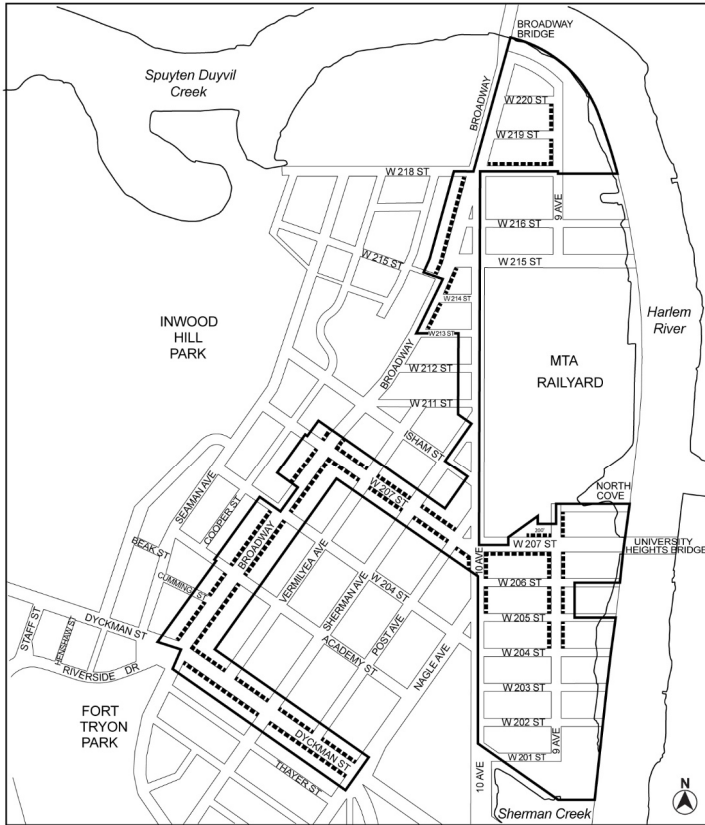 BROADWAY
BRIDGE
Spuyten Duyvil
Creek
BROADWAY
W 220 ST
W 219 ST
W 218 ST
9 AVE
W 216 ST
W 215 ST
W 215 ST
W 214 ST
W 213 ST
Harlem
River
INWOOD
HILL
PARK
BROADWAY
MTA
RAILYARD
W 212 ST
W 211 ST
ISHAM ST
SEAMAN AVE
COOPER ST
W 207 ST
NORTH
COVE
BROADWAY
VERMILYEA AVE
10 AVE
W 207 ST
UNIVERSITY
HEIGHTS BRIDGE
BEAK ST
CUMMING ST
SHERMAN AVE
W 204 ST
W 206 ST
STAFF ST
HENSHAW ST
DYCKMAN ST
POST AVE
W 205 ST
ACADEMY ST
NAGLE AVE
W 204 ST
RIVERSIDE DR
W 203 ST
FORT
TRYON
PARK
W 202 ST
DYCKMAN ST
9 AVE
W 201 ST
THAYER ST
10 AVE
N
Sherman Creek